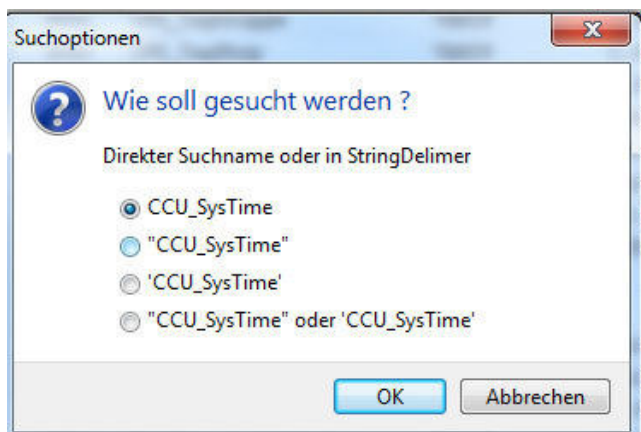 Suchoptionen
Wie soll gesucht werden ?
Direkter Suchname oder in StringDelimer
CCU_SysTime
"CCU_SysTime"
'CCU_SysTime'
"CCU_SysTime" oder 'CCU_SysTime'
OK Abbrechen